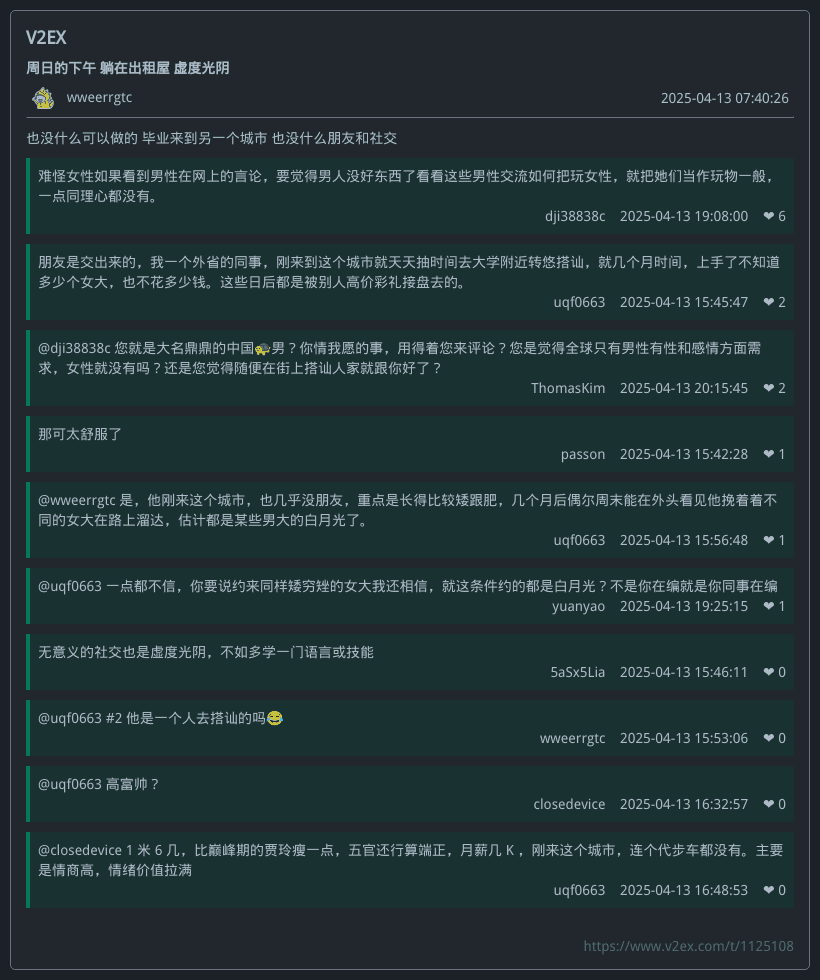 V2EX
周日的下午 躺在出租屋 虚度光阴
wweerrgtc 2025-04-13 07:40:26
也没什么可以做的 毕业来到另一个城市 也没什么朋友和社交
难怪女性如果看到男性在网上的言论，要觉得男人没好东西了看看这些男性交流如何把玩女性，就把她们当作玩物一般，
一点同理心都没有。
dji38838c 2025-04-13 19:08:00 ❤ 6
朋友是交出来的，我一个外省的同事，刚来到这个城市就天天抽时间去大学附近转悠搭讪，就几个月时间，上手了不知道
多少个女大，也不花多少钱。这些日后都是被别人高价彩礼接盘去的。
uqf0663 2025-04-13 15:45:47 ❤ 2
@dji38838c 您就是大名鼎鼎的中国🐢男？你情我愿的事，用得着您来评论？您是觉得全球只有男性有性和感情方面需
求，女性就没有吗？还是您觉得随便在街上搭讪人家就跟你好了？
ThomasKim 2025-04-13 20:15:45 ❤ 2
那可太舒服了
passon 2025-04-13 15:42:28 ❤ 1
@wweerrgtc 是，他刚来这个城市，也几乎没朋友，重点是长得比较矮跟肥，几个月后偶尔周末能在外头看见他挽着着不
同的女大在路上溜达，估计都是某些男大的白月光了。
uqf0663 2025-04-13 15:56:48 ❤ 1
@uqf0663 一点都不信，你要说约来同样矮穷矬的女大我还相信，就这条件约的都是白月光？不是你在编就是你同事在编
yuanyao 2025-04-13 19:25:15 ❤ 1
无意义的社交也是虚度光阴，不如多学一门语言或技能
5aSx5Lia 2025-04-13 15:46:11 ❤ 0
@uqf0663 #2 他是一个人去搭讪的吗😂
wweerrgtc 2025-04-13 15:53:06 ❤ 0
@uqf0663 高富帅？
closedevice 2025-04-13 16:32:57 ❤ 0
@closedevice 1 米 6 几，比巅峰期的贾玲瘦一点，五官还行算端正，月薪几 K ，刚来这个城市，连个代步车都没有。主要
是情商高，情绪价值拉满
uqf0663 2025-04-13 16:48:53 ❤ 0
https://www.v2ex.com/t/1125108